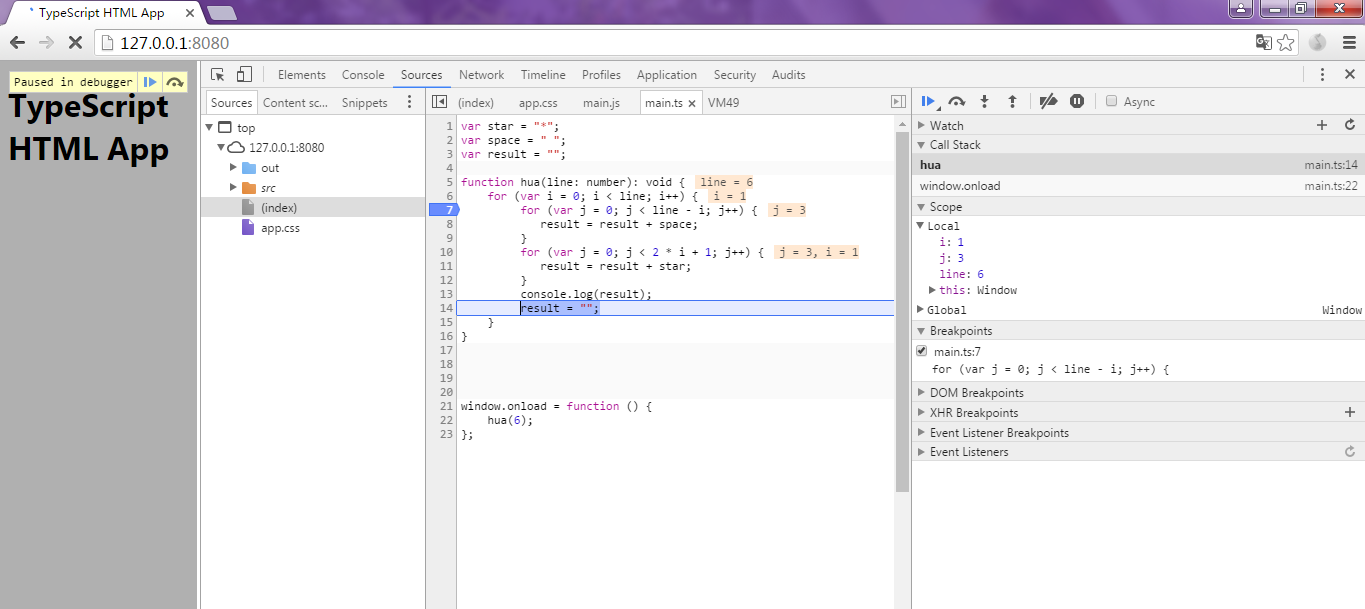 TypeScript HTML App
127.0.0.1:8080
Paused in debugger
TypeScript
HTML App
Elements Console Sources Network Timeline Profiles Application Security Audits
Sources Content sc... Snippets
(index) app.css main.js main.ts VM49
Async
top
127.0.0.1:8080
out
src
(index)
app.css
1 var star = "*";
2 var space = " ";
3 var result = "";
4
5 function hua(line: number): void { line = 6
6 for (var i = 0; i < line; i++) { i = 1
7 for (var j = 0; j < line - i; j++) { j = 3
8 result = result + space;
9 }
10 for (var j = 0; j < 2 * i + 1; j++) { j = 3, i = 1
11 result = result + star;
12 }
13 console.log(result);
14 result = "";
15 }
16 }
17
18
19
20
21 window.onload = function () {
22 hua(6);
23 };
Watch
Call Stack
hua main.ts:14
window.onload main.ts:22
Scope
Local
i: 1
j: 3
line: 6
this: Window
Global Window
Breakpoints
main.ts:7
for (var j = 0; j < line - i; j++) {
DOM Breakpoints
XHR Breakpoints
Event Listener Breakpoints
Event Listeners